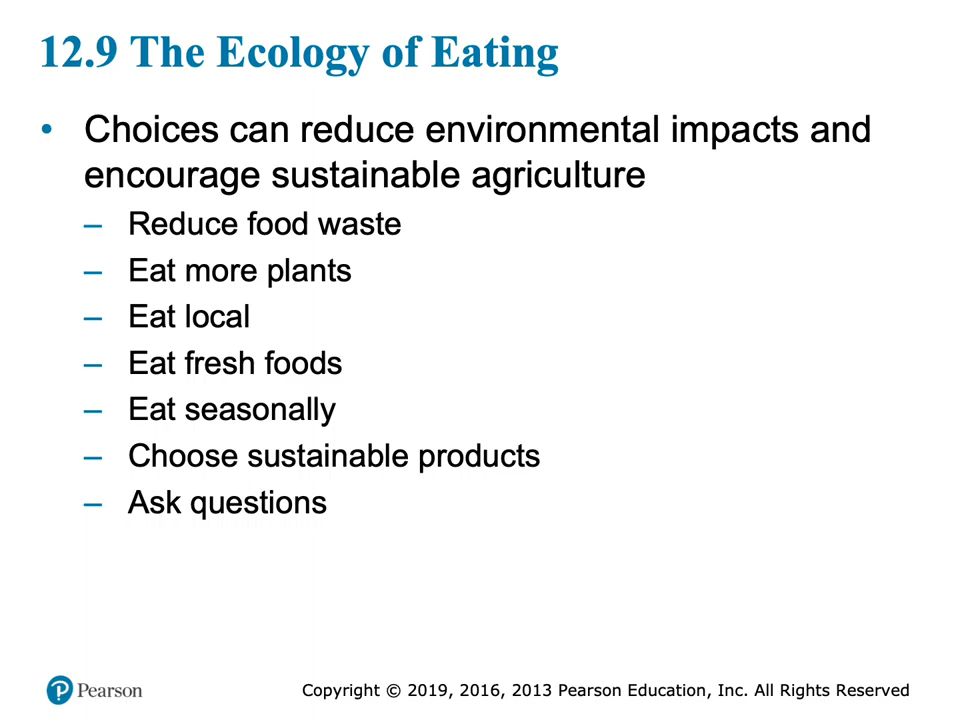 12.9 The Ecology of Eating
• Choices can reduce environmental impacts and
encourage sustainable agriculture
– Reduce food waste
– Eat more plants
– Eat local
– Eat fresh foods
– Eat seasonally
– Choose sustainable products
– Ask questions
Pearson
Copyright © 2019, 2016, 2013 Pearson Education, Inc. All Rights Reserved